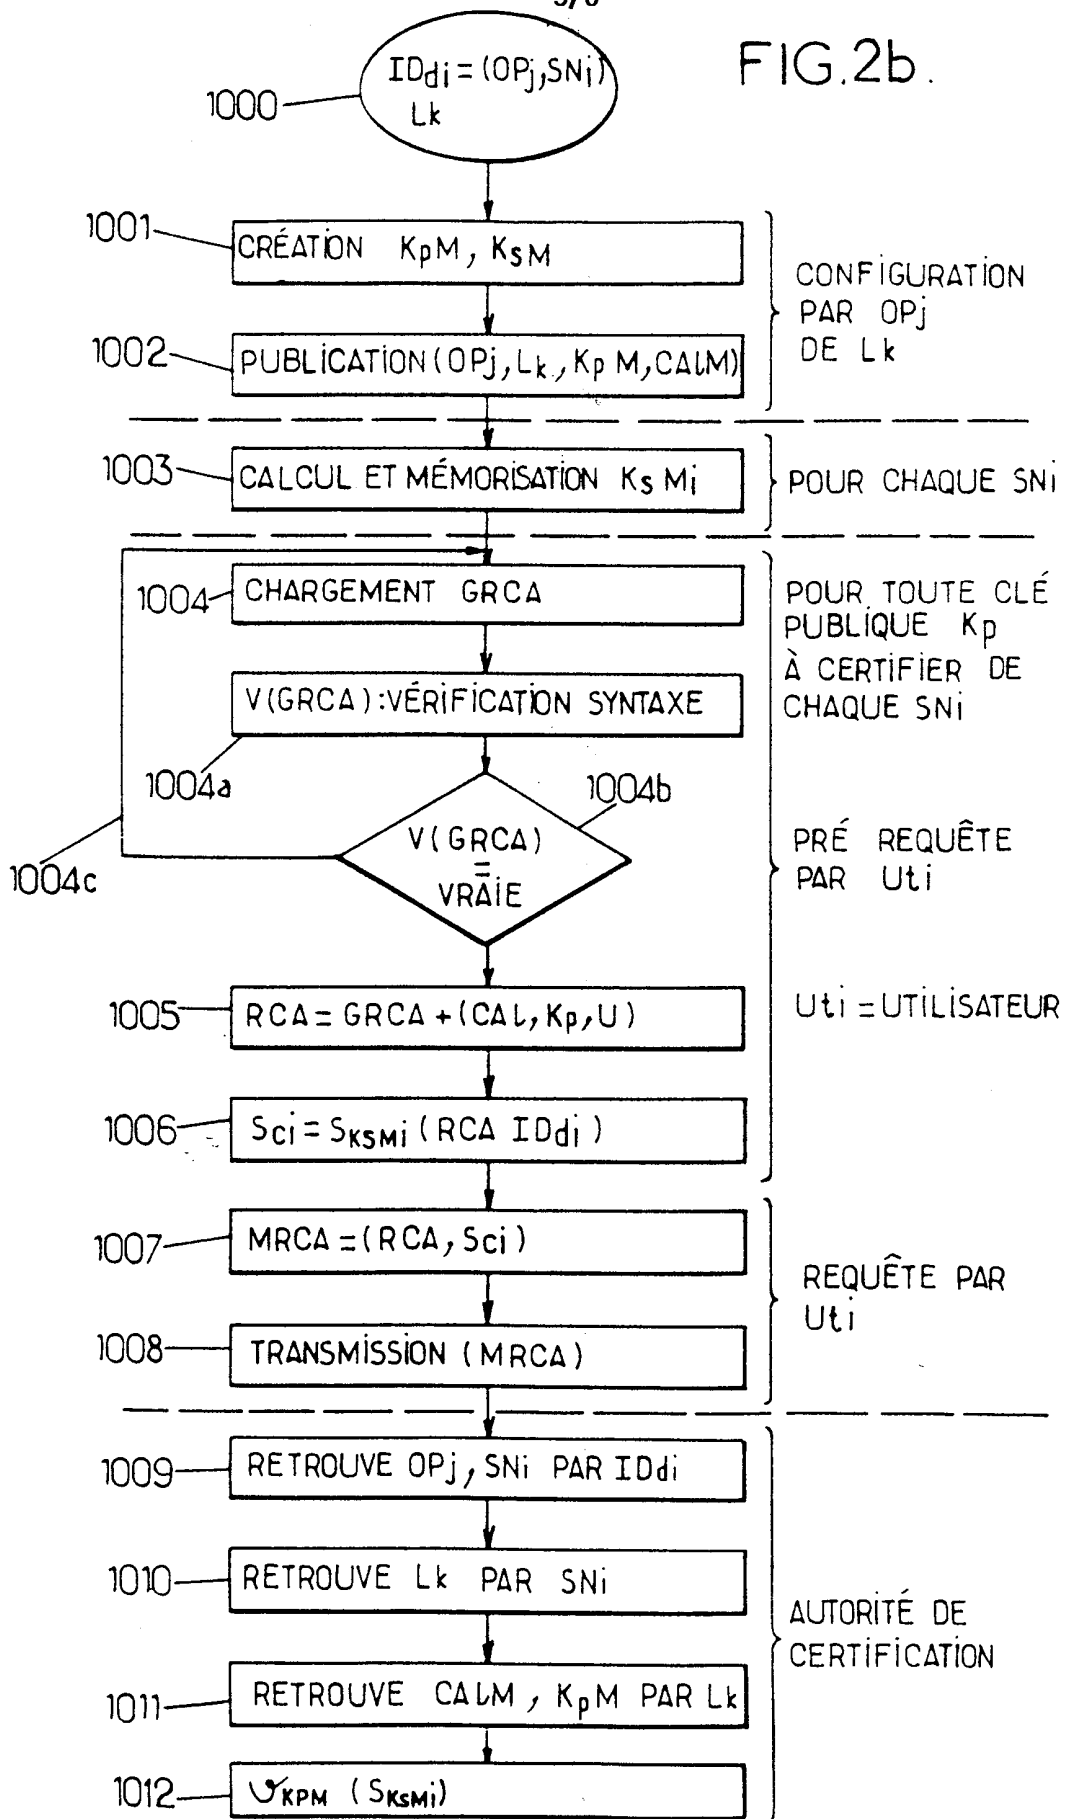 3/6
FIG.2b.
IDdi = (OPj, SNi)
Lk
1000
1001
CRÉATION KpM, KsM
1002
PUBLICATION (OPj, Lk, KpM, CALM)
CONFIGURATION
PAR OPj
DE Lk
1003
CALCUL ET MÉMORISATION KsMi
POUR CHAQUE SNi
1004
CHARGEMENT GRCA
V(GRCA):VÉRIFICATION SYNTAXE
1004a
POUR TOUTE CLÉ
PUBLIQUE Kp
À CERTIFIER DE
CHAQUE SNi
1004b
V(GRCA)
=
VRAIE
1004c
PRÉ REQUÊTE
PAR Uti
1005
RCA = GRCA + (CAL, Kp, U)
Uti = UTILISATEUR
1006
Sci = SKSMi (RCA IDdi)
1007
MRCA = (RCA, Sci)
1008
TRANSMISSION (MRCA)
REQUÊTE PAR
Uti
1009
RETROUVE OPj, SNi PAR IDdi
1010
RETROUVE Lk PAR SNi
1011
RETROUVE CALM, KpM PAR Lk
AUTORITÉ DE
CERTIFICATION
1012
𝒱KPM (SKsMi)